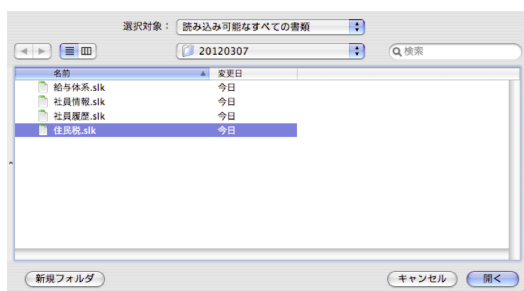 選択対象： 読み込み可能なすべての書類
20120307 検索
名前 変更日
給与体系.slk 今日
社員情報.slk 今日
社員履歴.slk 今日
住民税.slk 今日
新規フォルダ キャンセル 開く